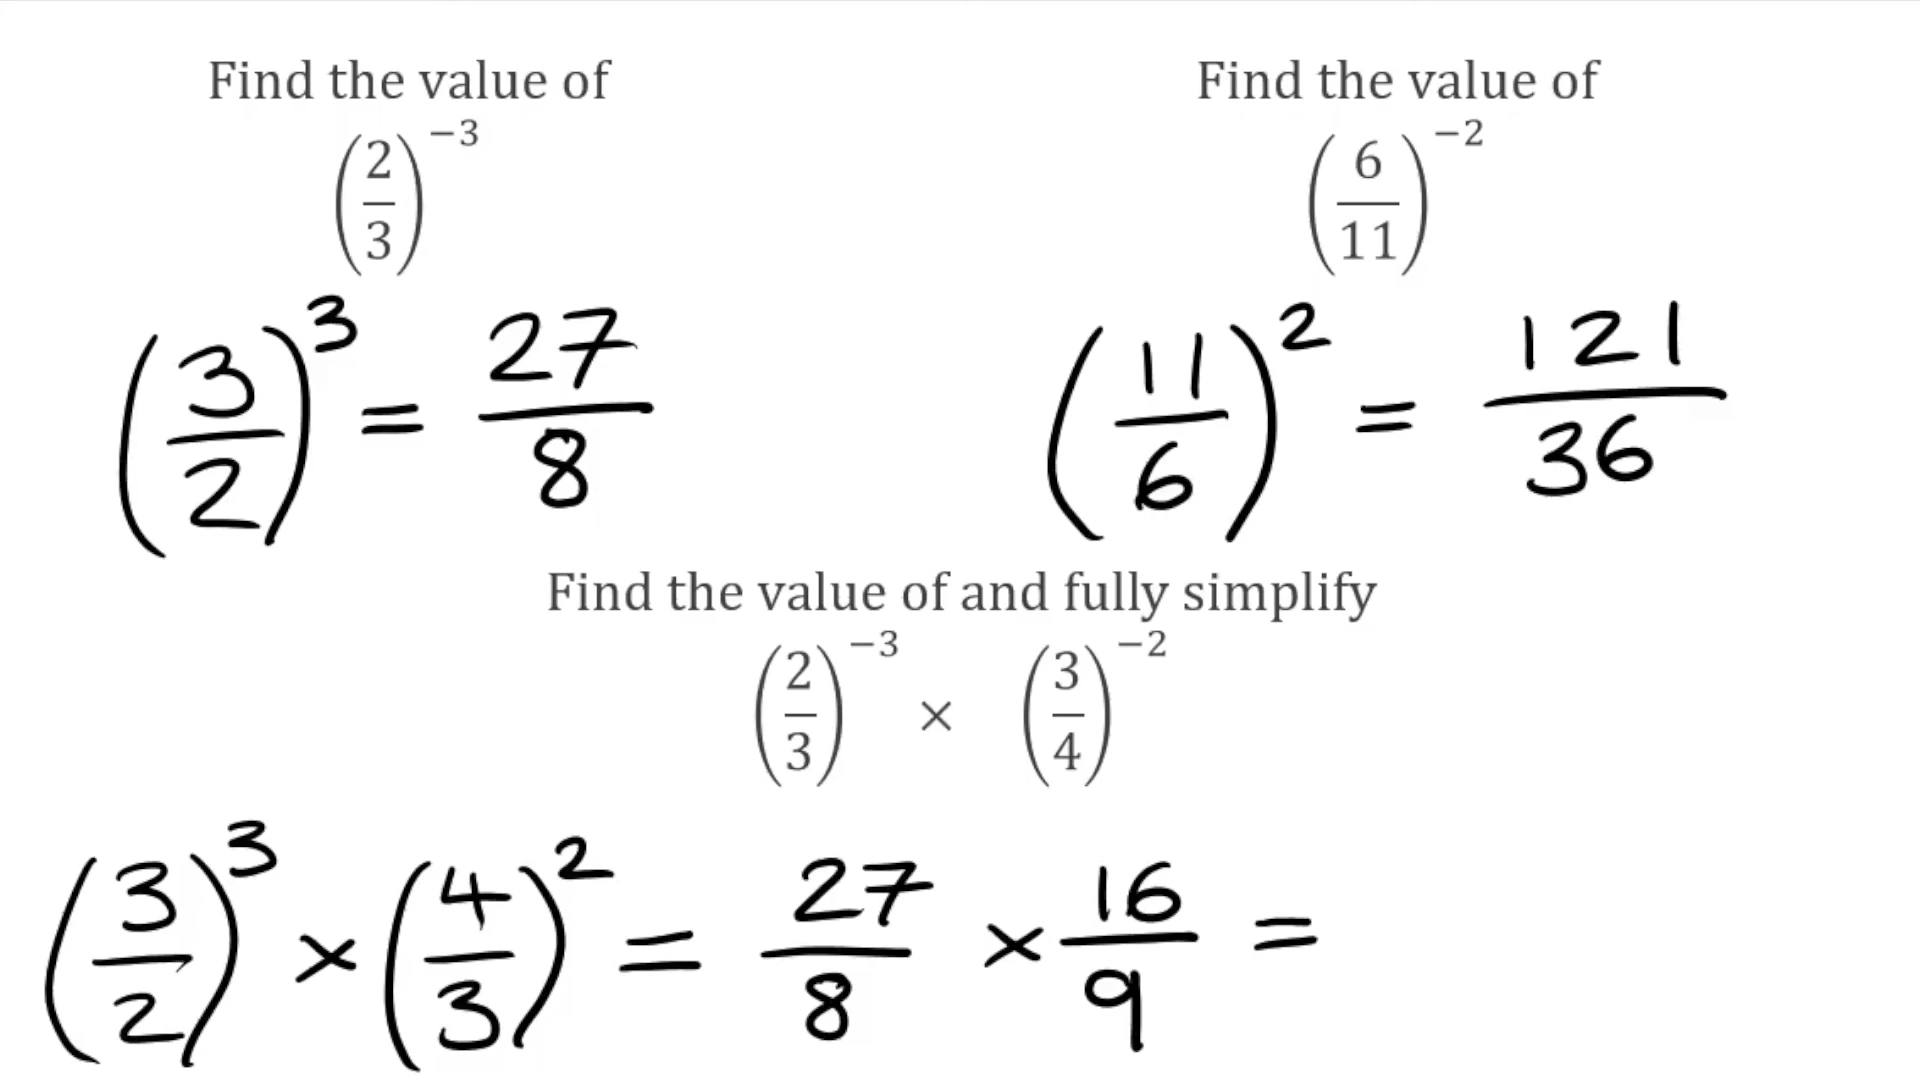 Find the value of
(2/3)^−3
(3/2)^3 = 27/8
Find the value of
(6/11)^−2
(11/6)^2 = 121/36
Find the value of and fully simplify
(2/3)^−3 × (3/4)^−2
(3/2)^3 × (4/3)^2 = 27/8 × 16/9 =